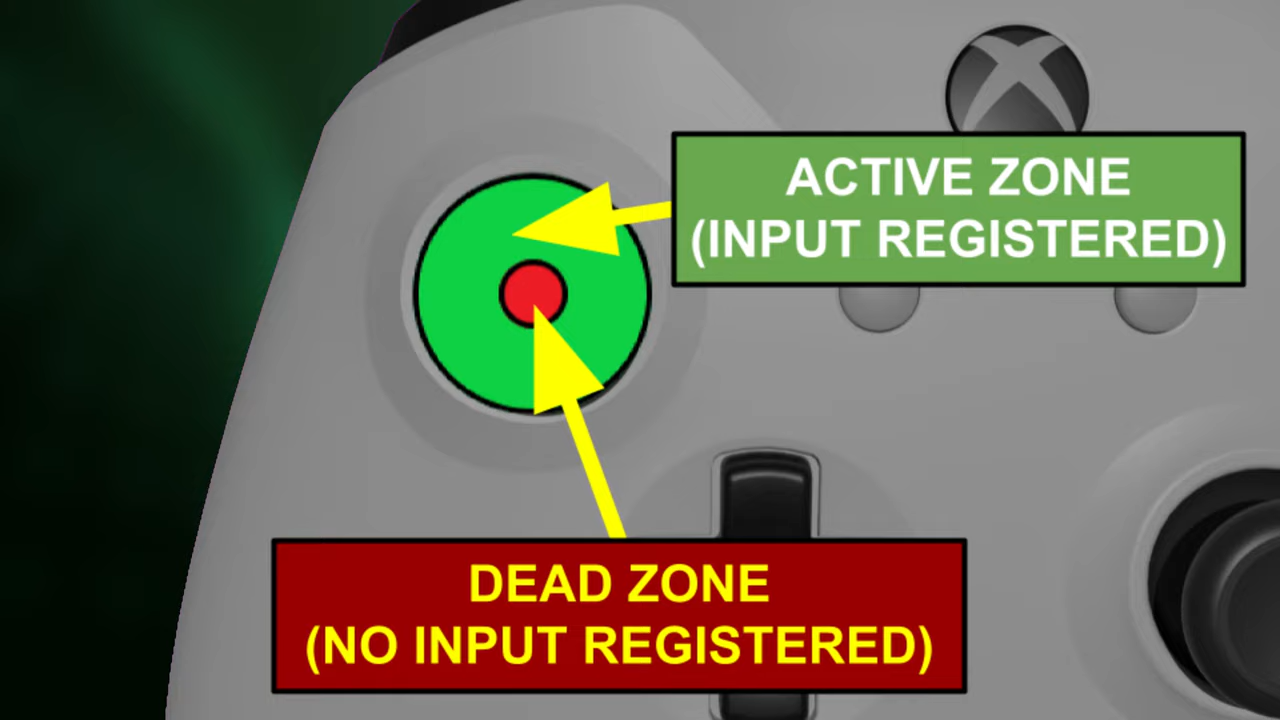 ACTIVE ZONE
(INPUT REGISTERED)
DEAD ZONE
(NO INPUT REGISTERED)